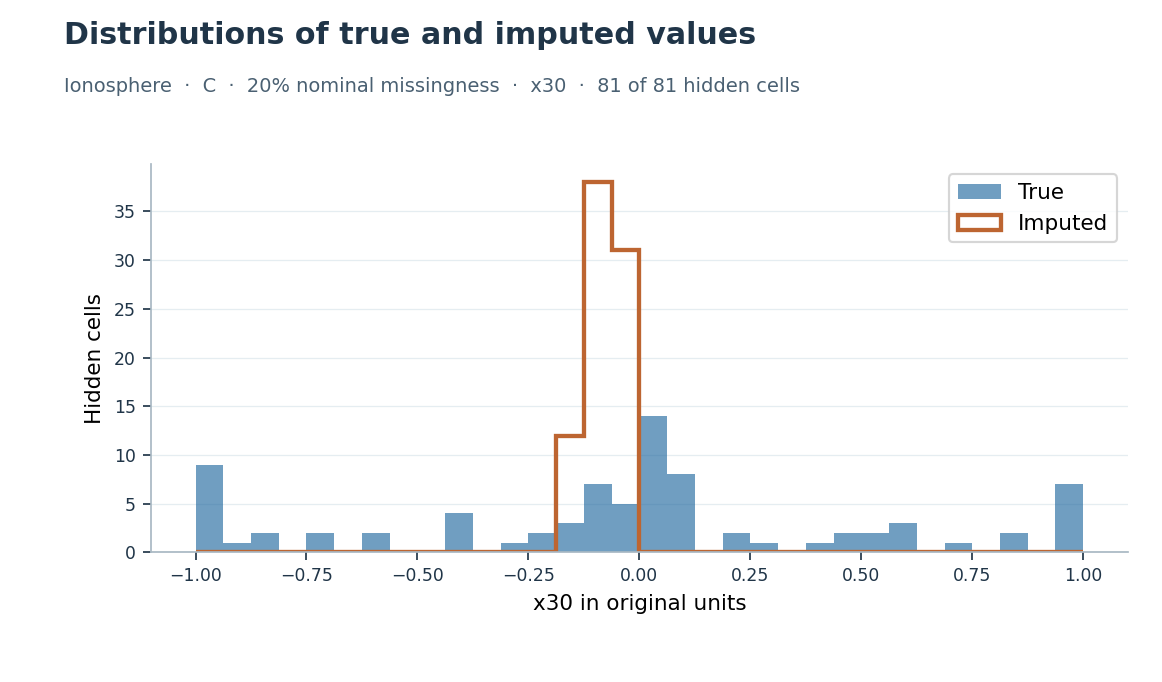 Distributions of true and imputed values
Ionosphere · C · 20% nominal missingness · x30 · 81 of 81 hidden cells
True
Imputed
Hidden cells
35
30
25
20
15
10
5
0
−1.00 −0.75 −0.50 −0.25 0.00 0.25 0.50 0.75 1.00
x30 in original units